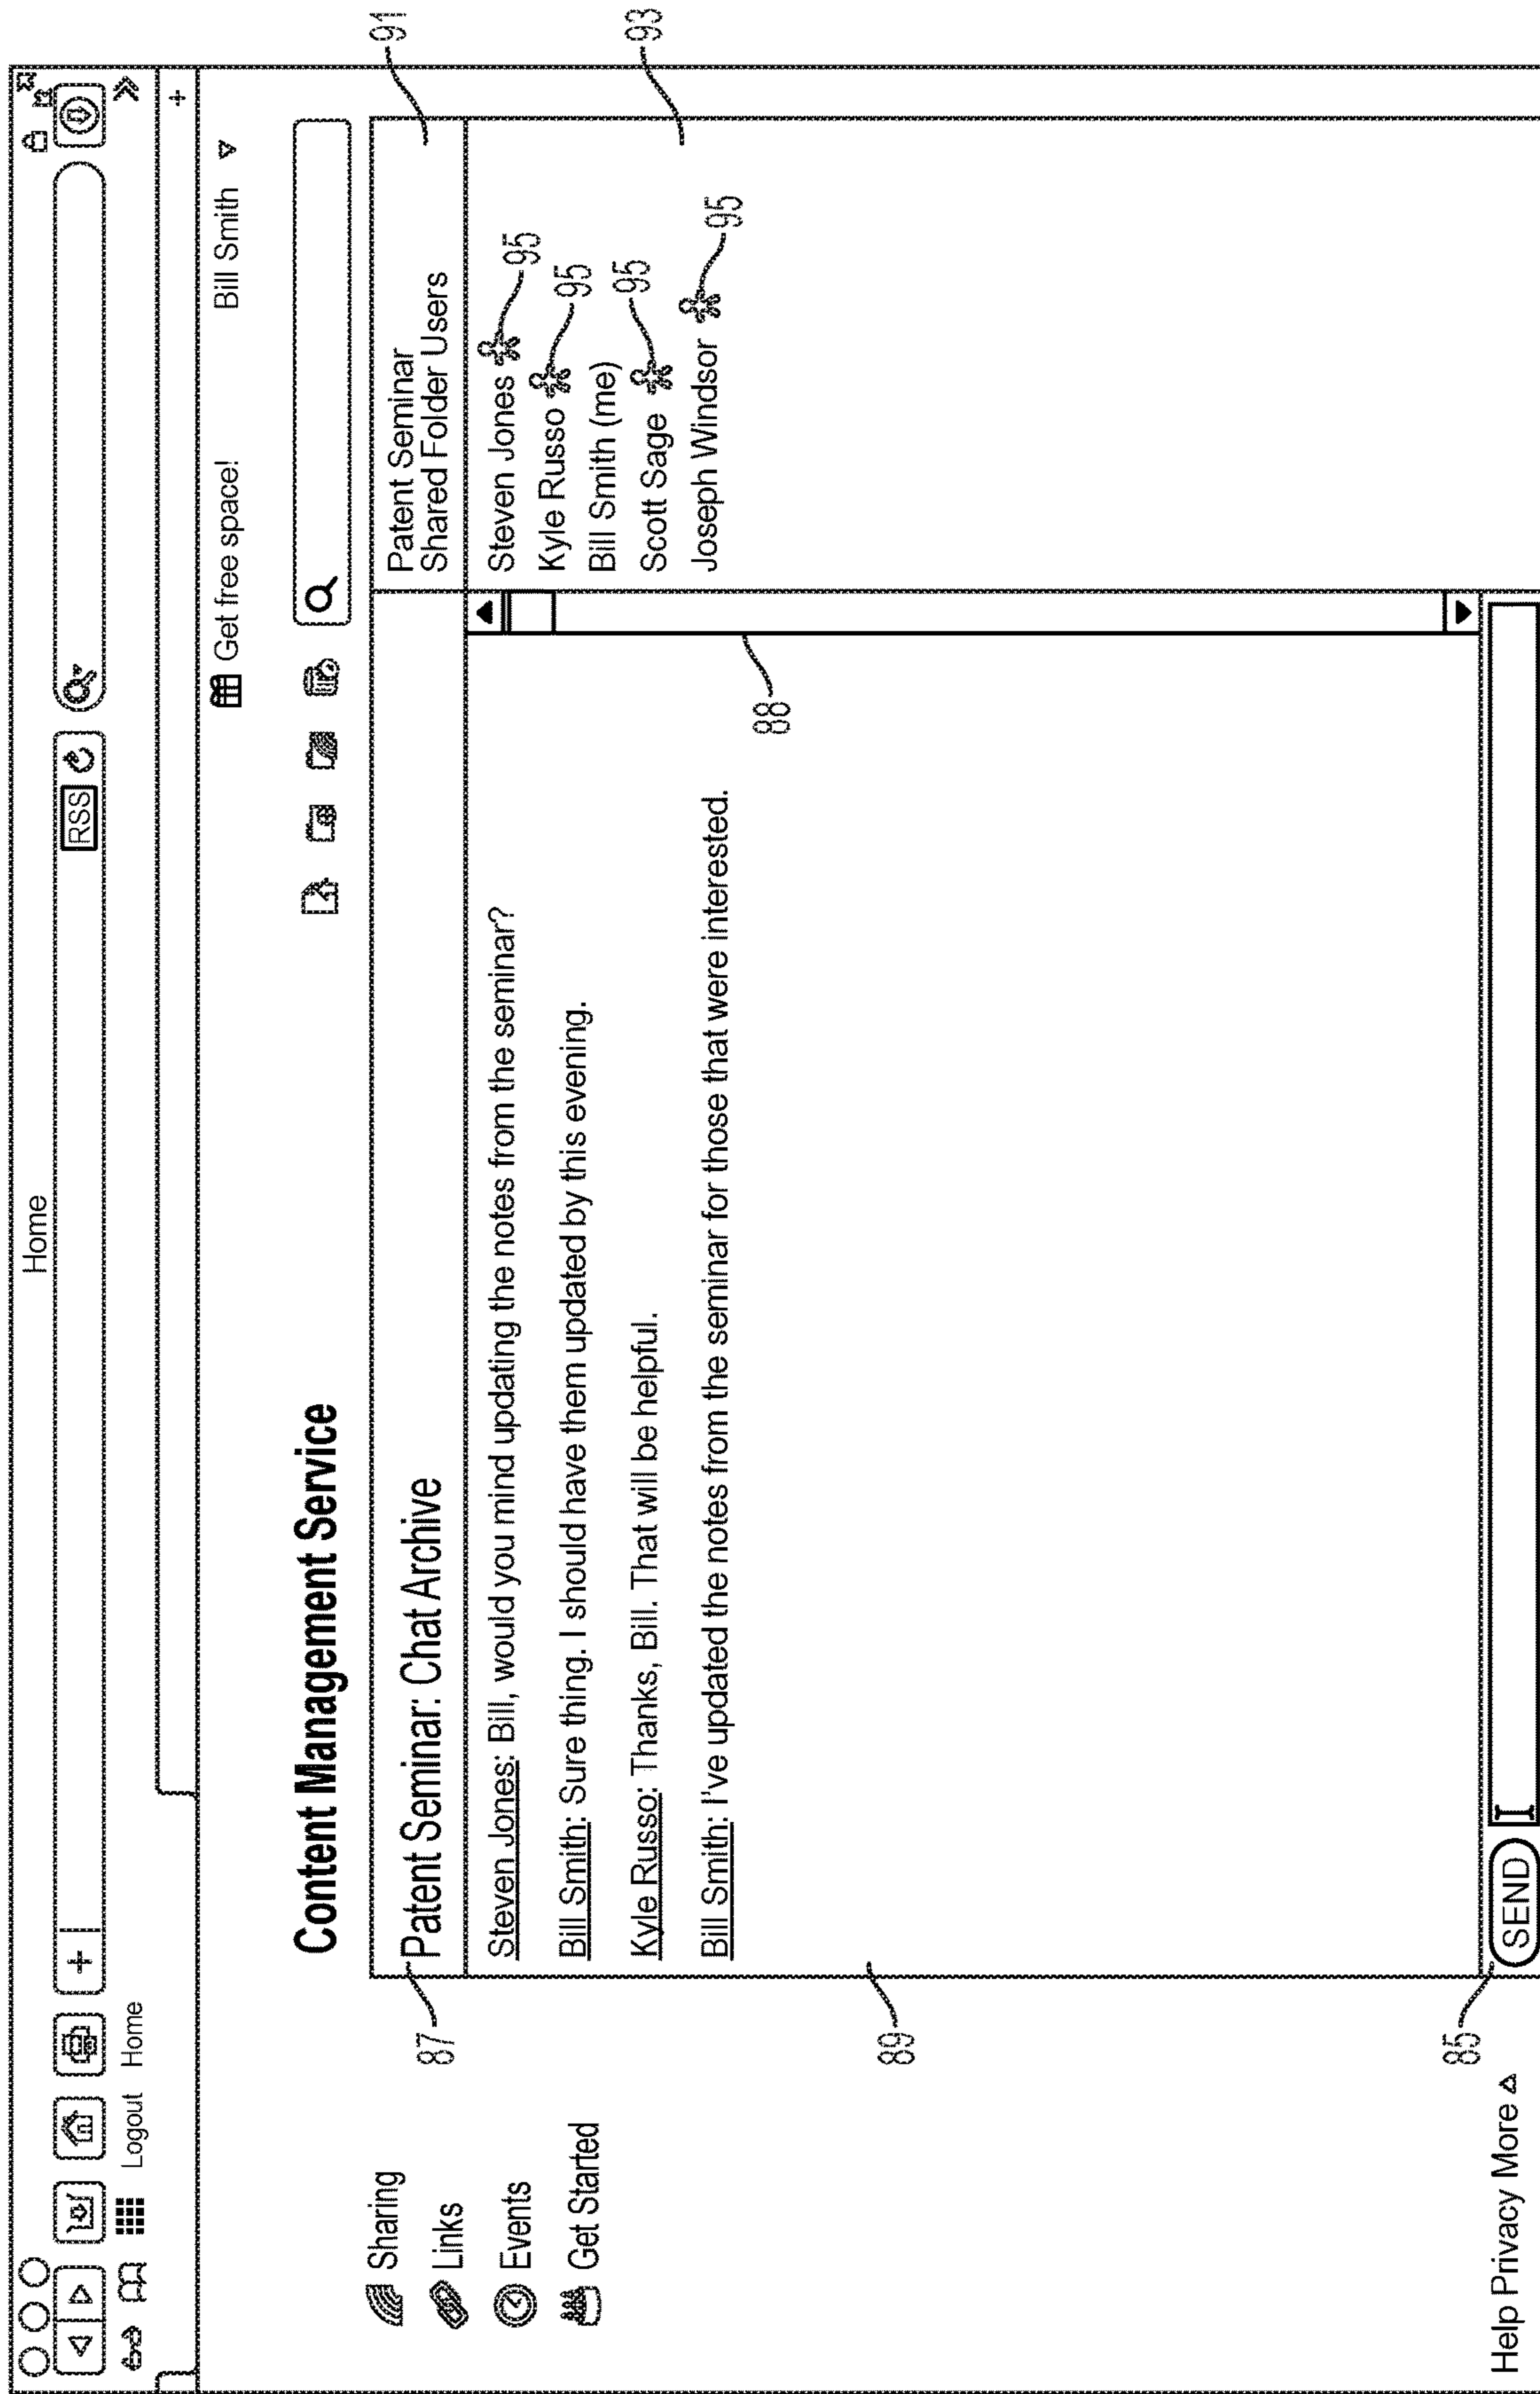 Home
+
RSS
Logout Home
+
Get free space!
Bill Smith
Content Management Service
Sharing
Links
Events
Get Started
87
Patent Seminar: Chat Archive
Steven Jones: Bill, would you mind updating the notes from the seminar?
Bill Smith: Sure thing. I should have them updated by this evening.
Kyle Russo: Thanks, Bill. That will be helpful.
Bill Smith: I've updated the notes from the seminar for those that were interested.
89
88
Patent Seminar
Shared Folder Users
91
Steven Jones 95
Kyle Russo 95
Bill Smith (me)
Scott Sage 95
Joseph Windsor 95
93
85
SEND
Help Privacy More